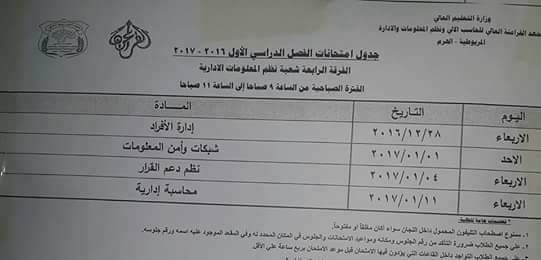 وزارة التعليم العالي
معهد الفراعنة العالي للحاسب الالي ونظم المعلومات والادارة
المريوطية - الهرم
جدول امتحانات الفصل الدراسي الأول ٢٠١٦ - ٢٠١٧
الفرقة الرابعة شعبة نظم المعلومات الادارية
الفترة الصباحية من الساعة ٩ صباحا إلى الساعة ١١ صباحا
اليوم التاريخ المادة
الاربعاء ٢٠١٦/١٢/٢٨ إدارة الأفراد
الاحد ٢٠١٧/٠١/٠١ شبكات وأمن المعلومات
الاربعاء ٢٠١٧/٠١/٠٤ نظم دعم القرار
الاربعاء ٢٠١٧/٠١/١١ محاسبة إدارية
* تعليمات هامة للطلبة
١. ممنوع اصطحاب التليفون المحمول داخل اللجان سواء أكان مغلقاً او مفتوحاً.
٢. على جميع الطلاب ضرورة التأكد من رقم الجلوس ومكانه ومواعيد الامتحانات والجلوس في المكان المحدد له وفى المقعد الموجود عليه اسمه ورقم جلوسه.
على جميع الطلاب التواجد داخل القاعات التي يؤدون فيها الامتحان قبل موعد الامتحان بربع ساعة على الأقل